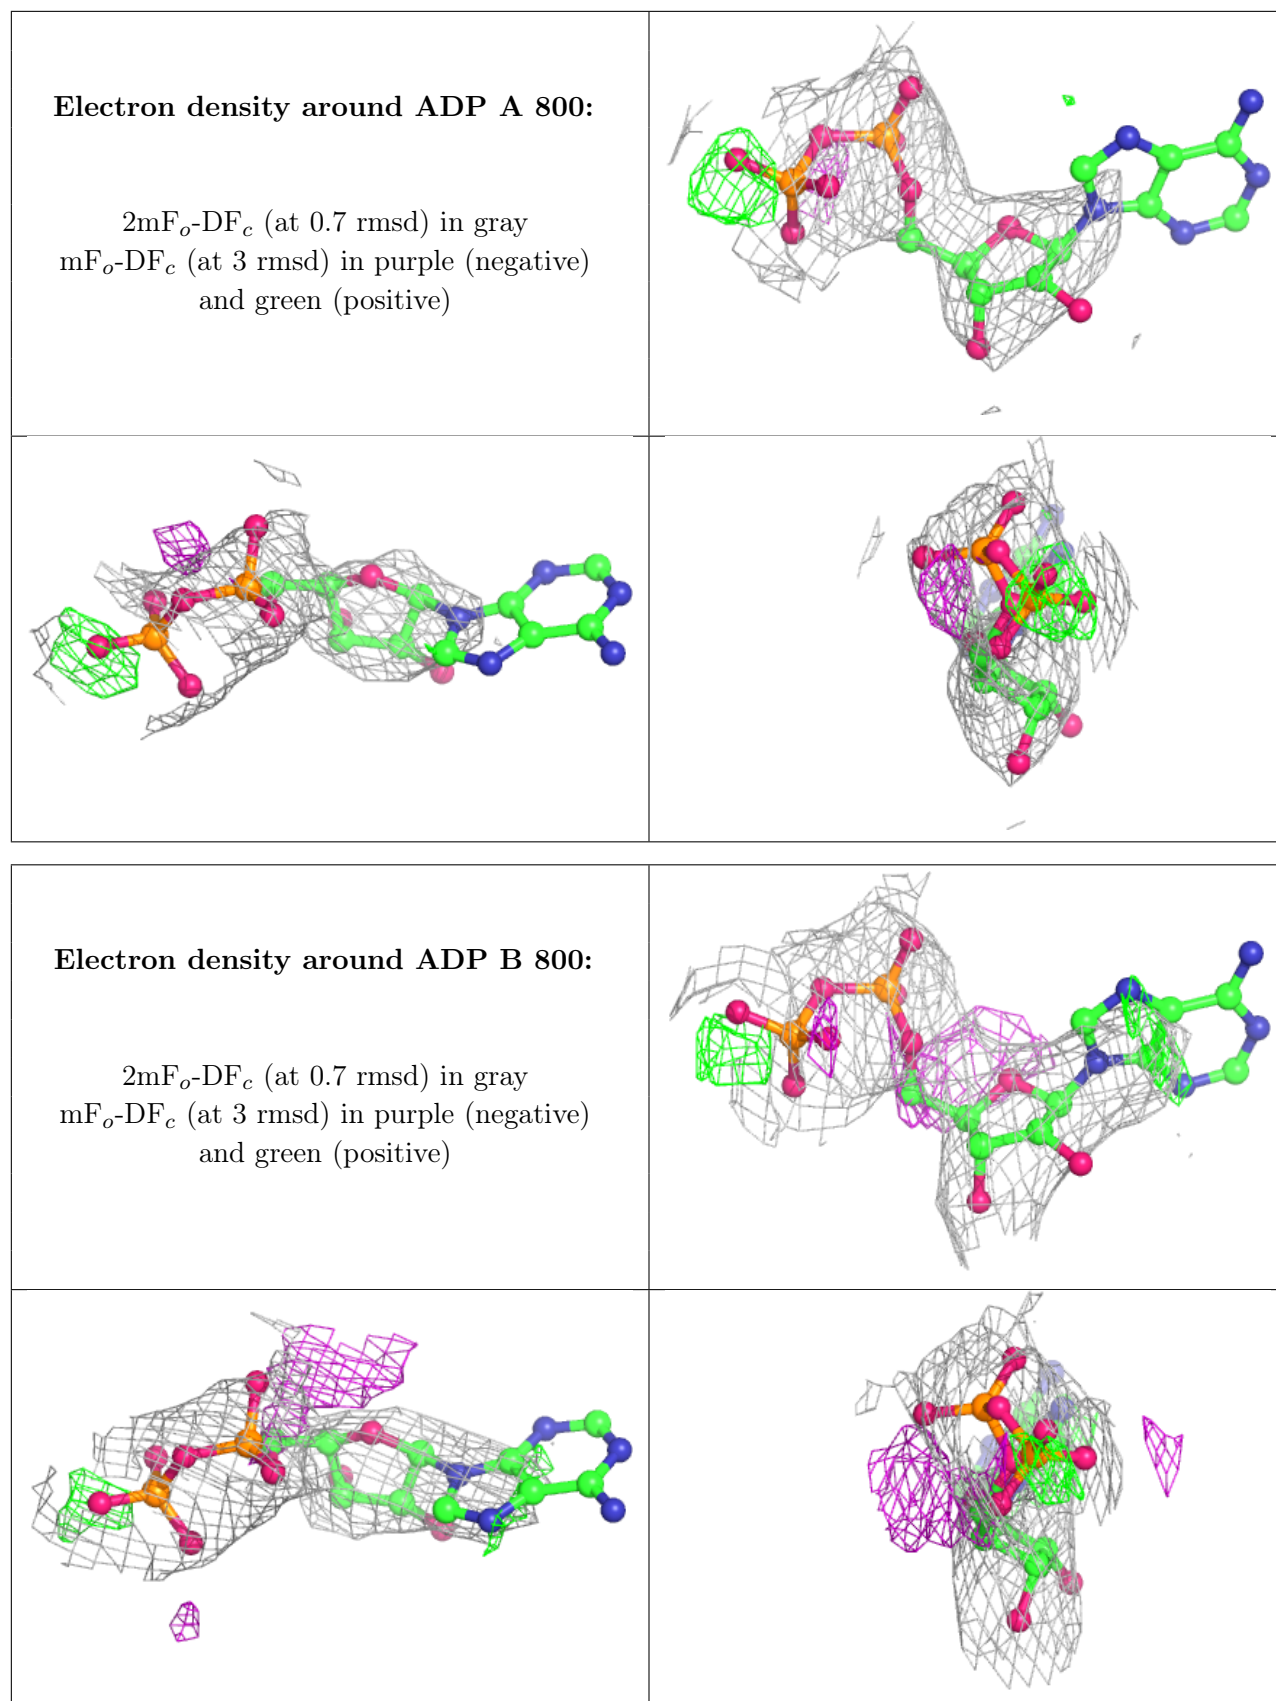 Electron density around ADP A 800:
2mFₒ-DF𝒸 (at 0.7 rmsd) in gray
mFₒ-DF𝒸 (at 3 rmsd) in purple (negative)
and green (positive)
Electron density around ADP B 800:
2mFₒ-DF𝒸 (at 0.7 rmsd) in gray
mFₒ-DF𝒸 (at 3 rmsd) in purple (negative)
and green (positive)